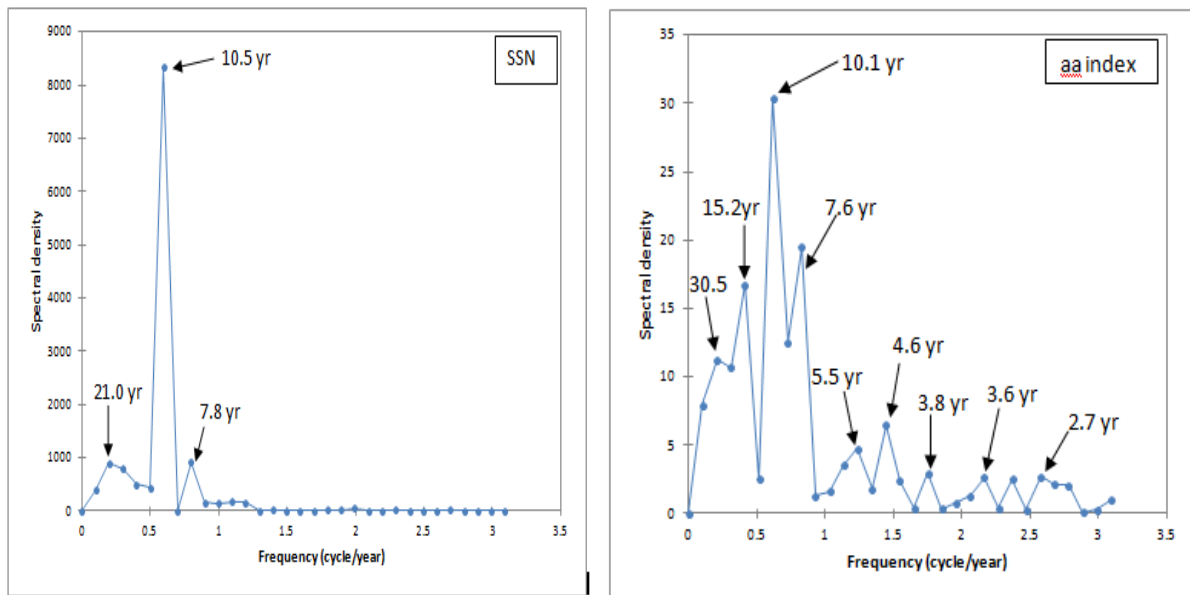 SSN
9000
8000
7000
6000
5000
4000
3000
2000
1000
0
Spectral density
10.5 yr
21.0 yr
7.8 yr
0 0.5 1 1.5 2 2.5 3 3.5
Frequency (cycle/year)
aa index
35
30
25
20
15
10
5
0
Spectral density
10.1 yr
15.2yr
7.6 yr
30.5
5.5 yr
4.6 yr
3.8 yr
3.6 yr
2.7 yr
0 0.5 1 1.5 2 2.5 3 3.5
Frequency (cycle/year)